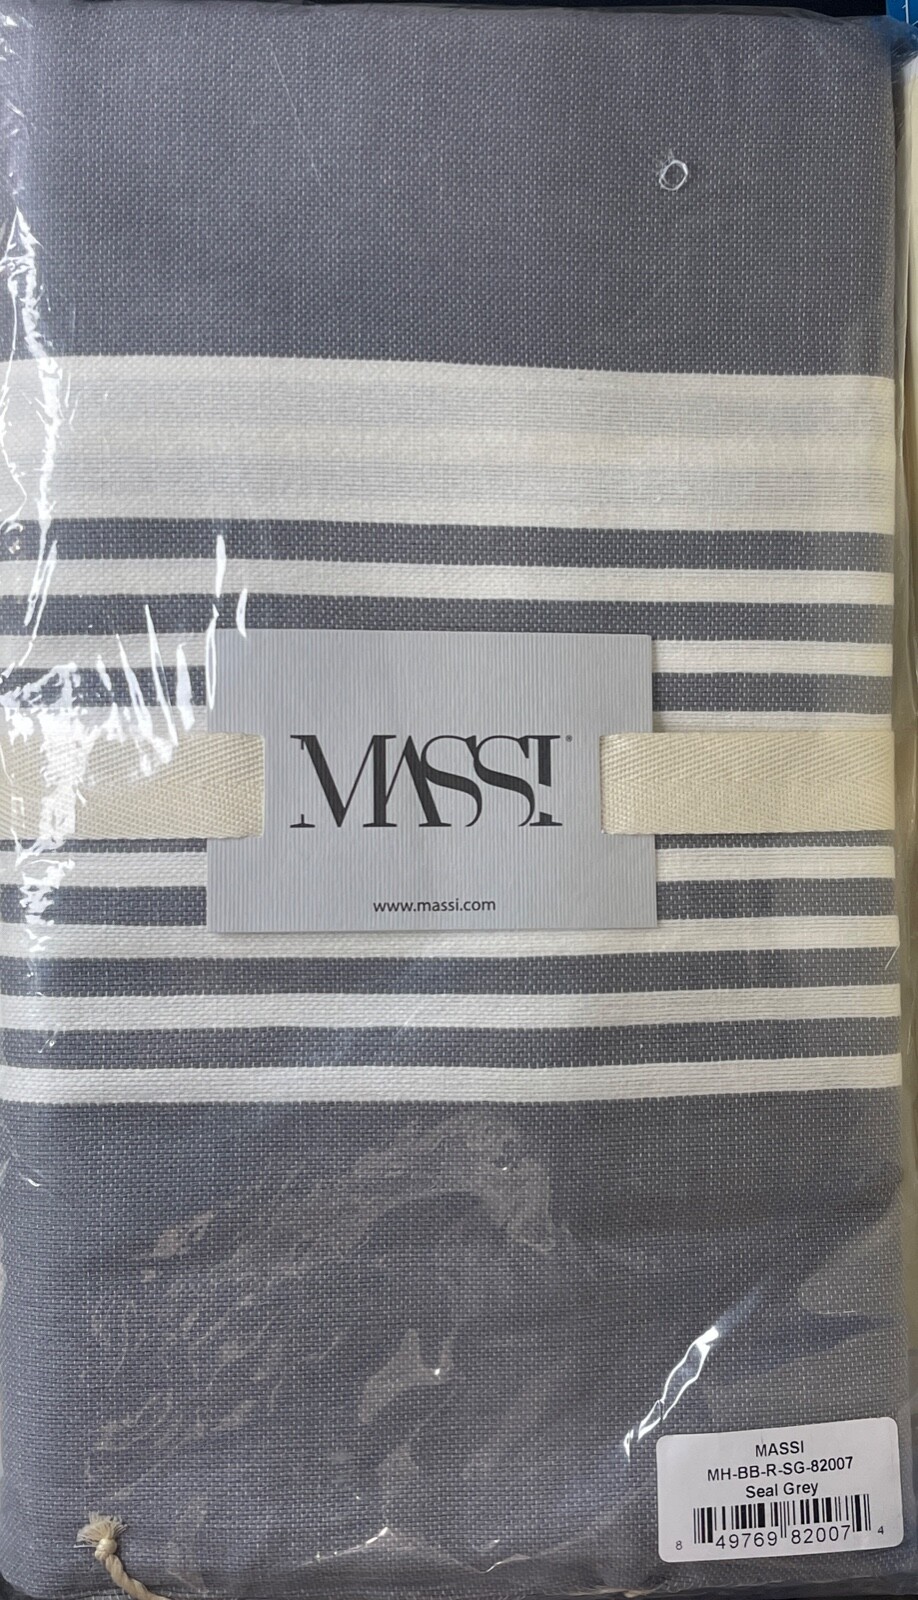 MASSI®
www.massi.com
MASSI
MH-BB-R-SG-82007
Seal Grey
8 49769 82007 4